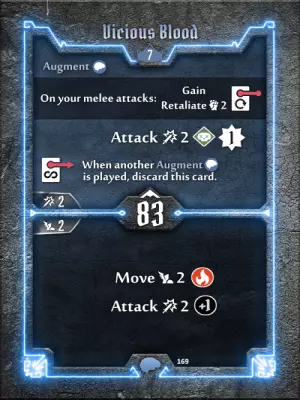 Vicious Blood
7
Augment
On your melee attacks: Gain
Retaliate 2
Attack 2 1
When another Augment
is played, discard this card.
2
83
2
Move 2
Attack 2 +1
169